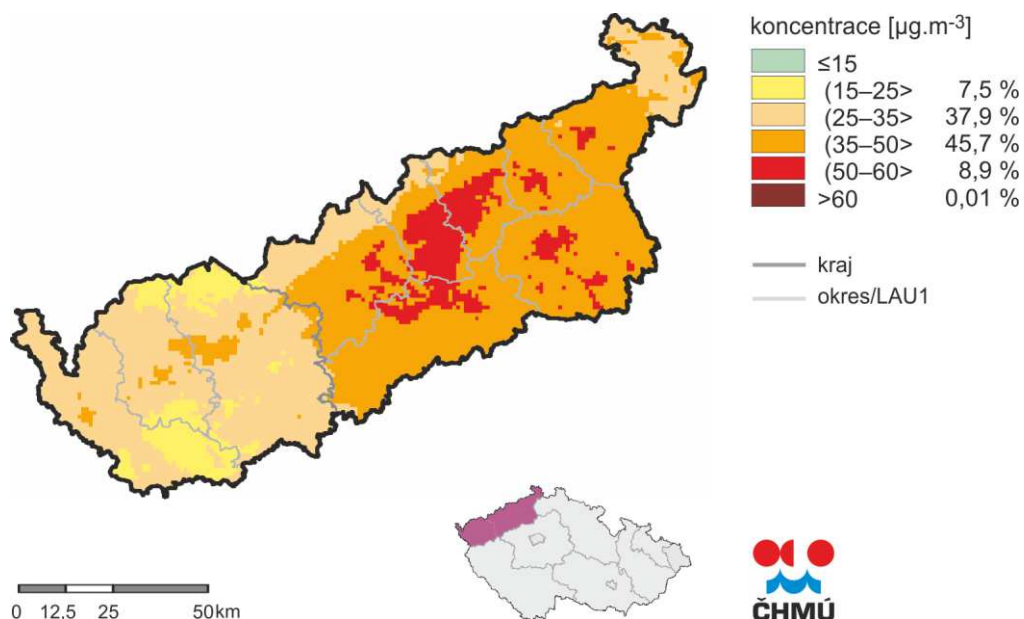 koncentrace [µg.m-3]
≤15
(15–25> 7,5 %
(25–35> 37,9 %
(35–50> 45,7 %
(50–60> 8,9 %
>60 0,01 %
kraj
okres/LAU1
0 12.5 25 50km
ČHMÚ